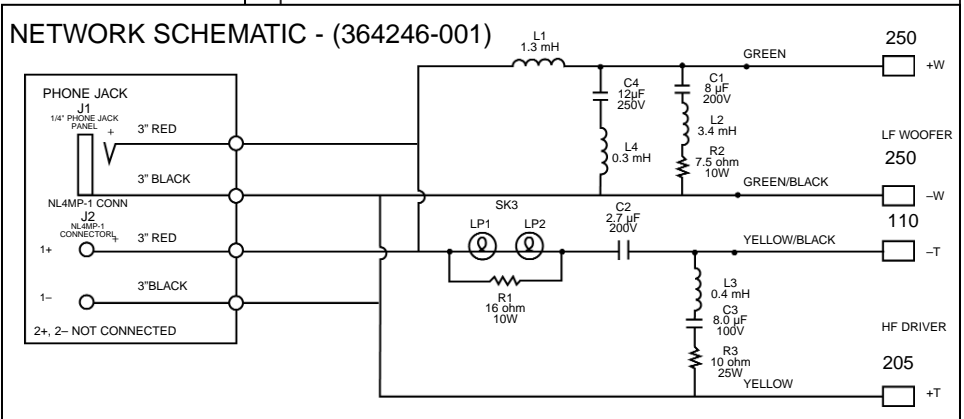 NETWORK SCHEMATIC - (364246-001)
L1
1.3 mH
GREEN
250
+W
PHONE JACK
J1
1/4" PHONE JACK
PANEL
+
3" RED
C4
12µF
250V
C1
8 µF
200V
L2
3.4 mH
L4
0.3 mH
R2
7.5 ohm
10W
LF WOOFER
250
3" BLACK
GREEN/BLACK
–W
NL4MP-1 CONN
J2
NL4MP-1
CONNECTORL
+
3" RED
1+
SK3
LP1
LP2
C2
2.7 µF
200V
110
YELLOW/BLACK
–T
R1
16 ohm
10W
3"BLACK
1–
2+, 2– NOT CONNECTED
L3
0.4 mH
C3
8.0 µF
100V
R3
10 ohm
25W
HF DRIVER
205
YELLOW
+T